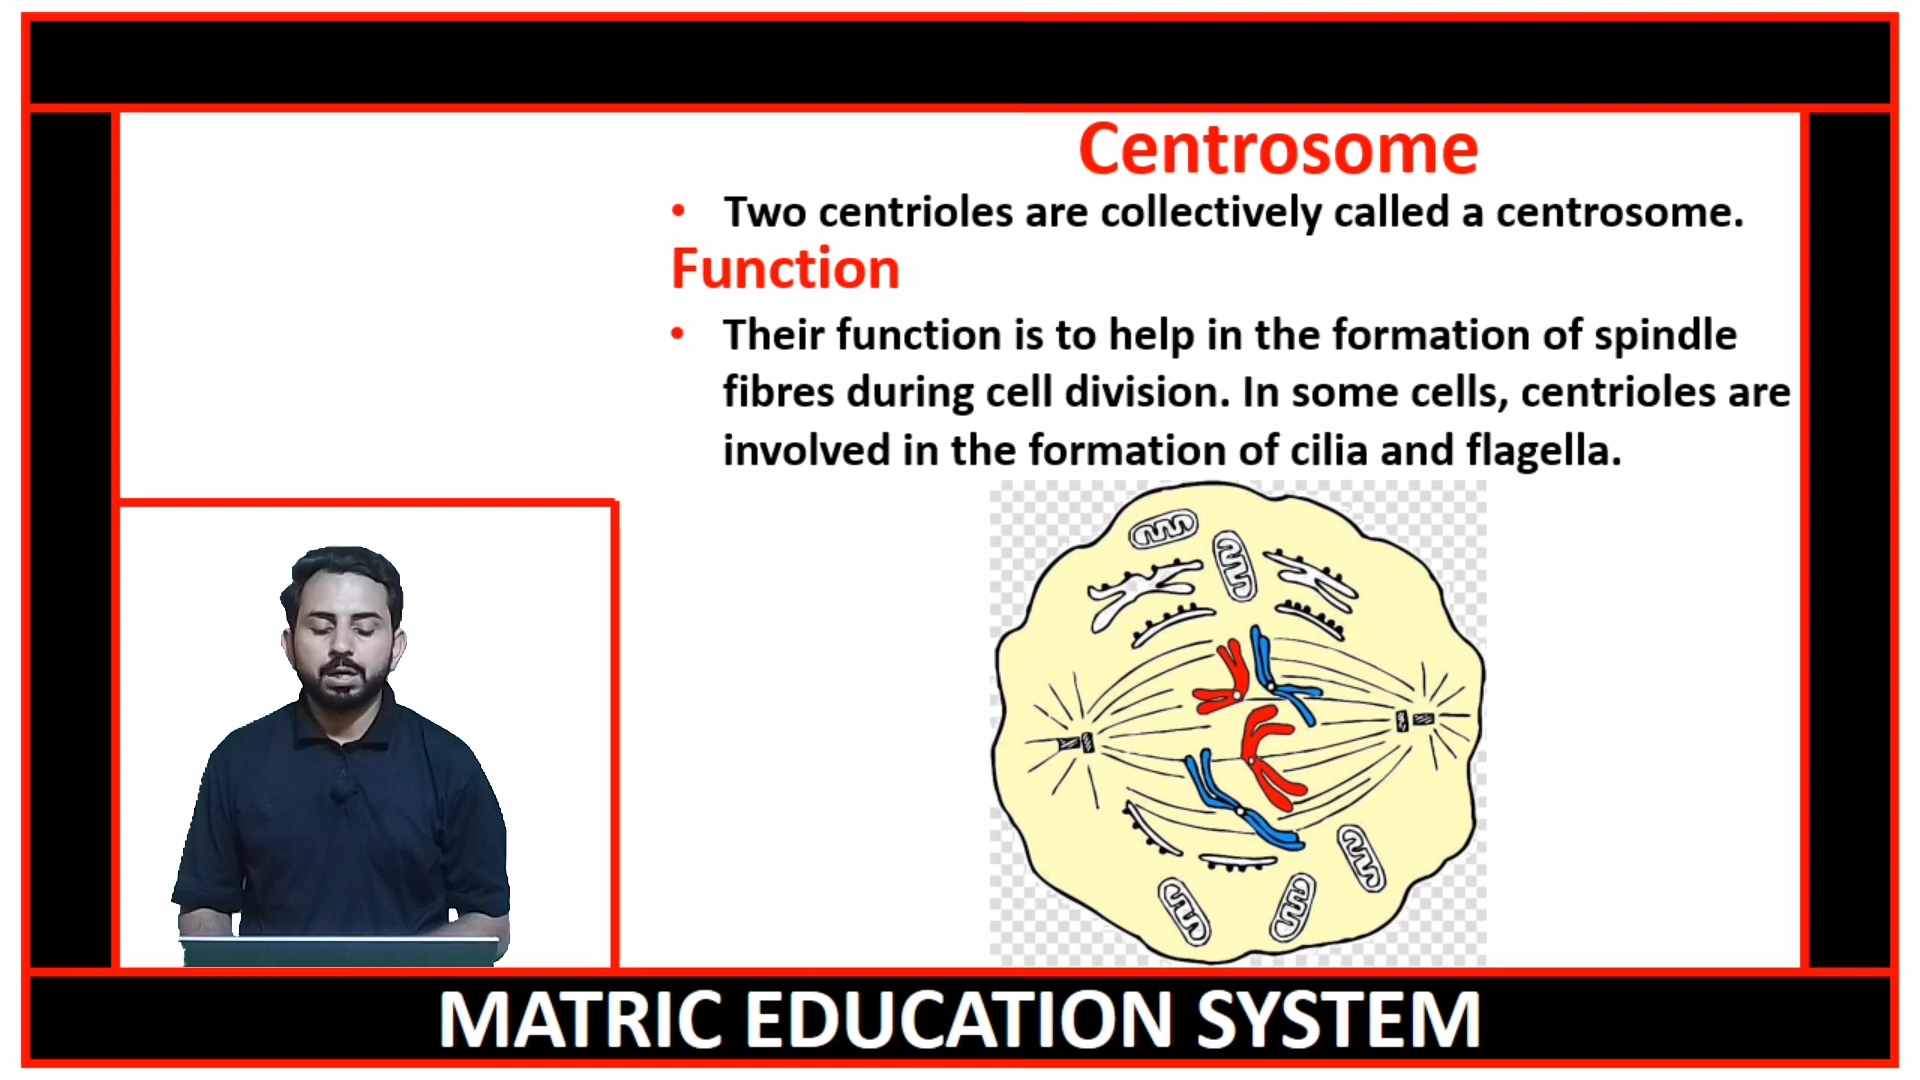 Centrosome
• Two centrioles are collectively called a centrosome.
Function
• Their function is to help in the formation of spindle
fibres during cell division. In some cells, centrioles are
involved in the formation of cilia and flagella.
MATRIC EDUCATION SYSTEM